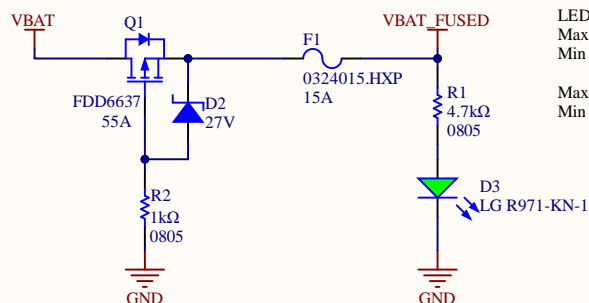 VBAT
Q1
FDD6637
55A
D2
27V
R2
1kΩ
0805
GND
F1
0324015.HXP
15A
VBAT_FUSED
R1
4.7kΩ
0805
D3
LG R971-KN-1
GND
LED
Max
Min
Max
Min